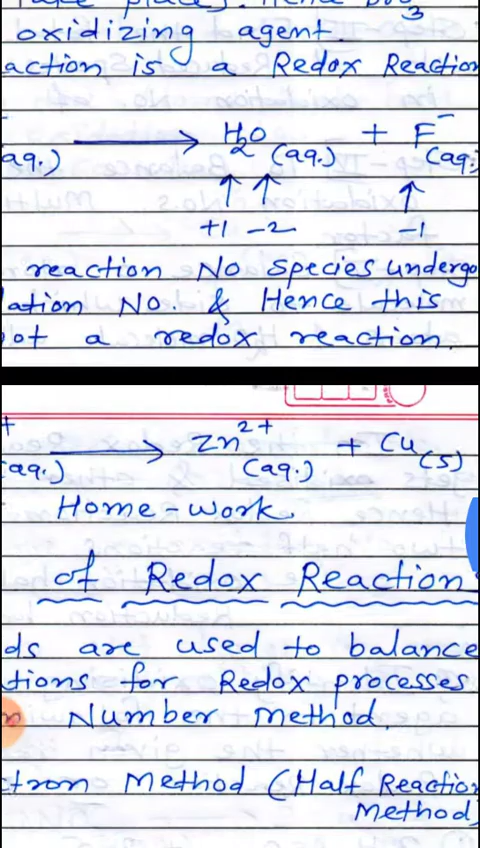 oxidizing agent.
action is a Redox Reaction
(aq.) → H₂O (aq.) + F⁻ (aq.)
+1 -2 -1
reaction No species undergo
ation No. & Hence this
ot a redox reaction.
+ (aq.) → Zn²⁺ (aq.) + Cu(s)
Home-work
of Redox Reaction
ds are used to balance
tions for Redox processes
n Number Method.
ctron Method (Half Reaction
Method)